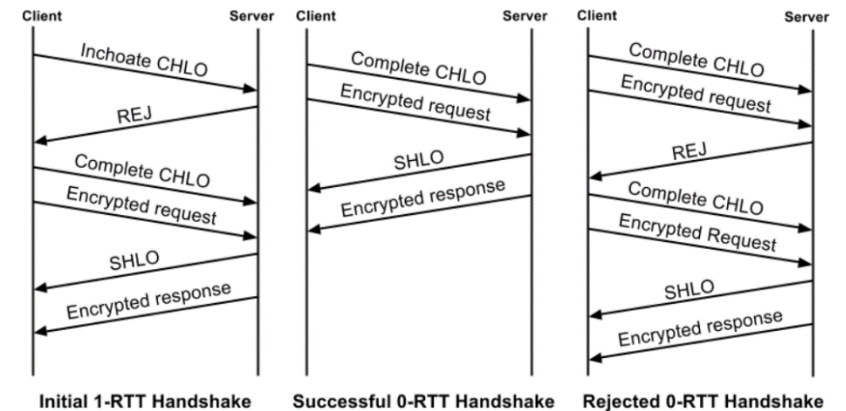 Client Server
Inchoate CHLO
REJ
Complete CHLO
Encrypted request
SHLO
Encrypted response
Initial 1-RTT Handshake
Client Server
Complete CHLO
Encrypted request
SHLO
Encrypted response
Successful 0-RTT Handshake
Client Server
Complete CHLO
Encrypted request
REJ
Complete CHLO
Encrypted Request
SHLO
Encrypted response
Rejected 0-RTT Handshake